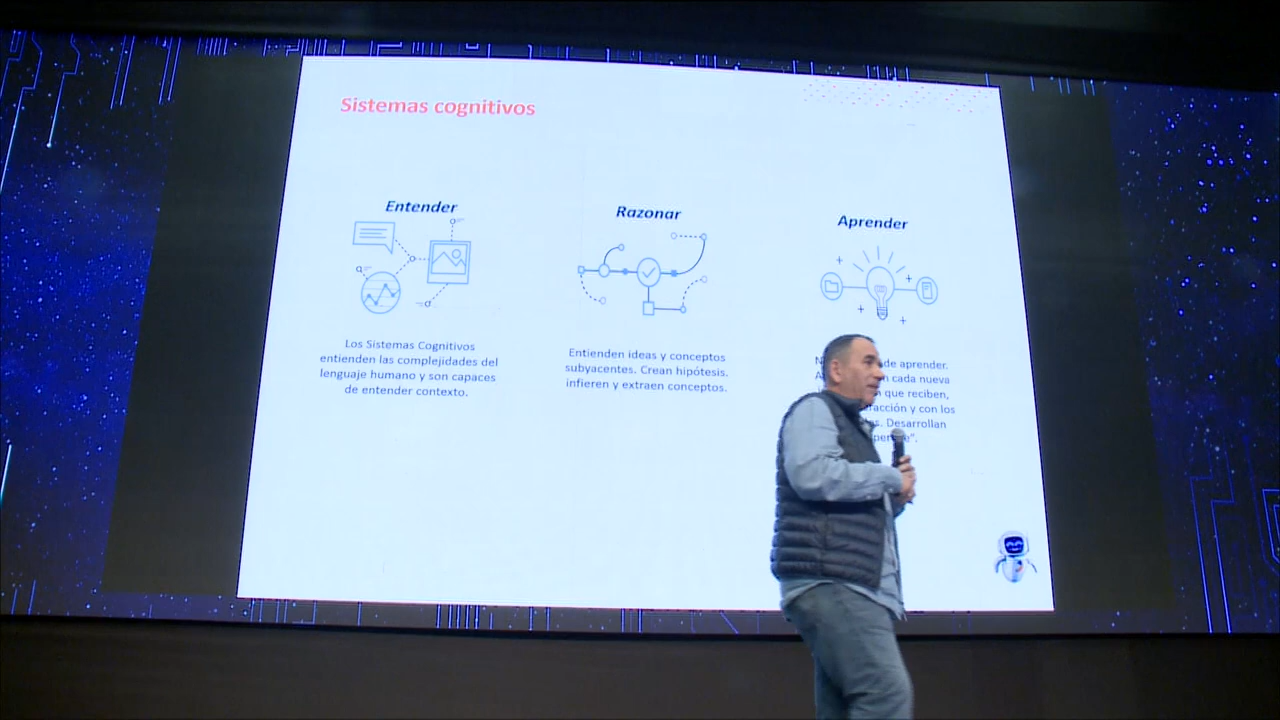 Sistemas cognitivos
Entender
Los Sistemas Cognitivos
entienden las complejidades del
lenguaje humano y son capaces
de entender contexto.
Razonar
Entienden ideas y conceptos
subyacentes. Crean hipótesis.
infieren y extraen conceptos.
Aprender
de aprender.
cada nueva
que reciben,
y con los
Desarrollan